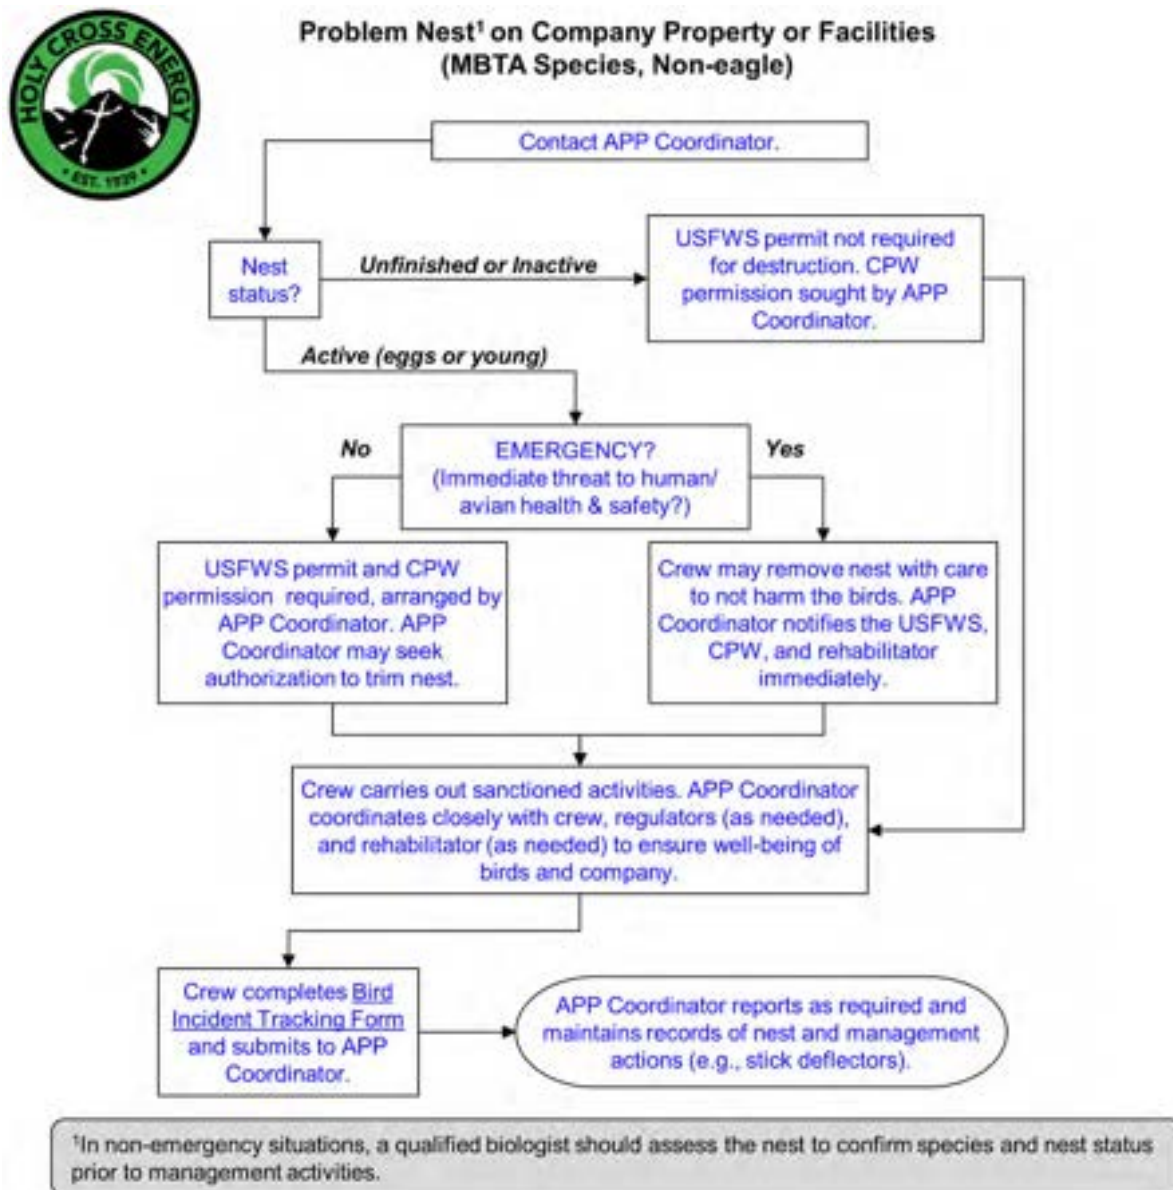 HOLY CROSS ENERGY
• EST. 1939 •
Problem Nest¹ on Company Property or Facilities
(MBTA Species, Non-eagle)
Contact APP Coordinator.
Nest
status?
Unfinished or Inactive
USFWS permit not required
for destruction. CPW
permission sought by APP
Coordinator.
Active (eggs or young)
No
EMERGENCY?
(Immediate threat to human/
avian health & safety?)
Yes
USFWS permit and CPW
permission required, arranged by
APP Coordinator. APP
Coordinator may seek
authorization to trim nest.
Crew may remove nest with care
to not harm the birds. APP
Coordinator notifies the USFWS,
CPW, and rehabilitator
immediately.
Crew carries out sanctioned activities. APP Coordinator
coordinates closely with crew, regulators (as needed),
and rehabilitator (as needed) to ensure well-being of
birds and company.
Crew completes Bird
Incident Tracking Form
and submits to APP
Coordinator.
APP Coordinator reports as required and
maintains records of nest and management
actions (e.g., stick deflectors).
¹In non-emergency situations, a qualified biologist should assess the nest to confirm species and nest status
prior to management activities.